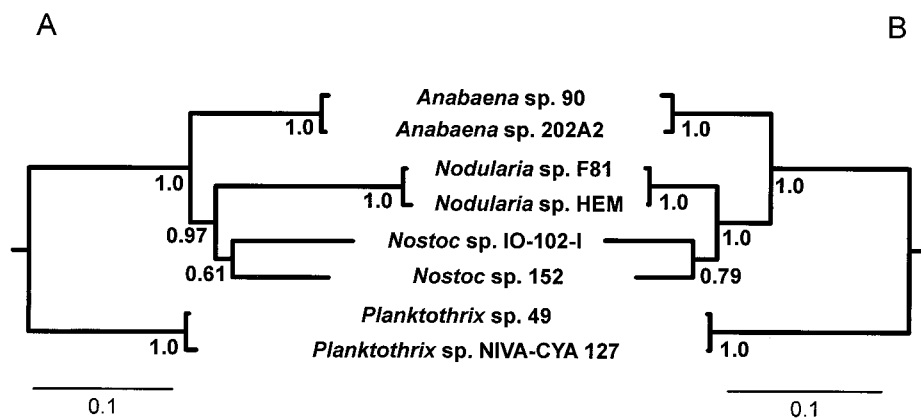 A B
Anabaena sp. 90
1.0 Anabaena sp. 202A2 1.0
Nodularia sp. F81
1.0 1.0
1.0 Nodularia sp. HEM 1.0
0.97 Nostoc sp. IO-102-I 1.0
0.61 Nostoc sp. 152 0.79
Planktothrix sp. 49
1.0 Planktothrix sp. NIVA-CYA 127 1.0
0.1 0.1